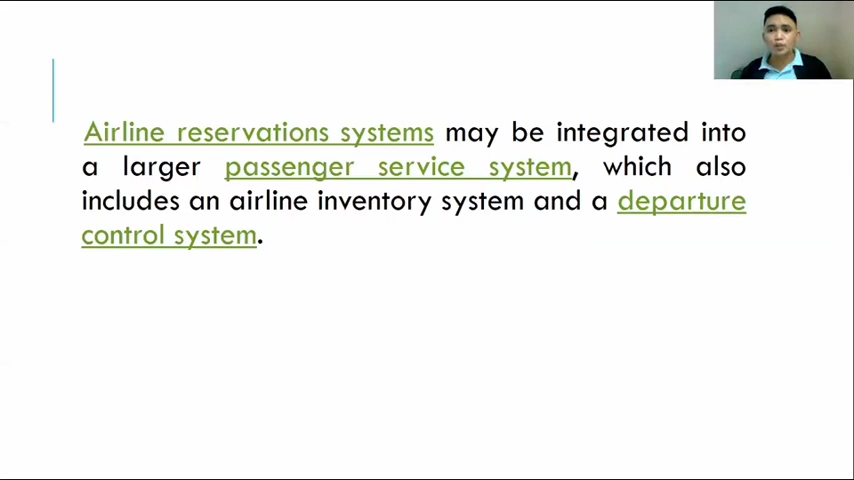 Airline reservations systems may be integrated into
a larger passenger service system, which also
includes an airline inventory system and a departure
control system.